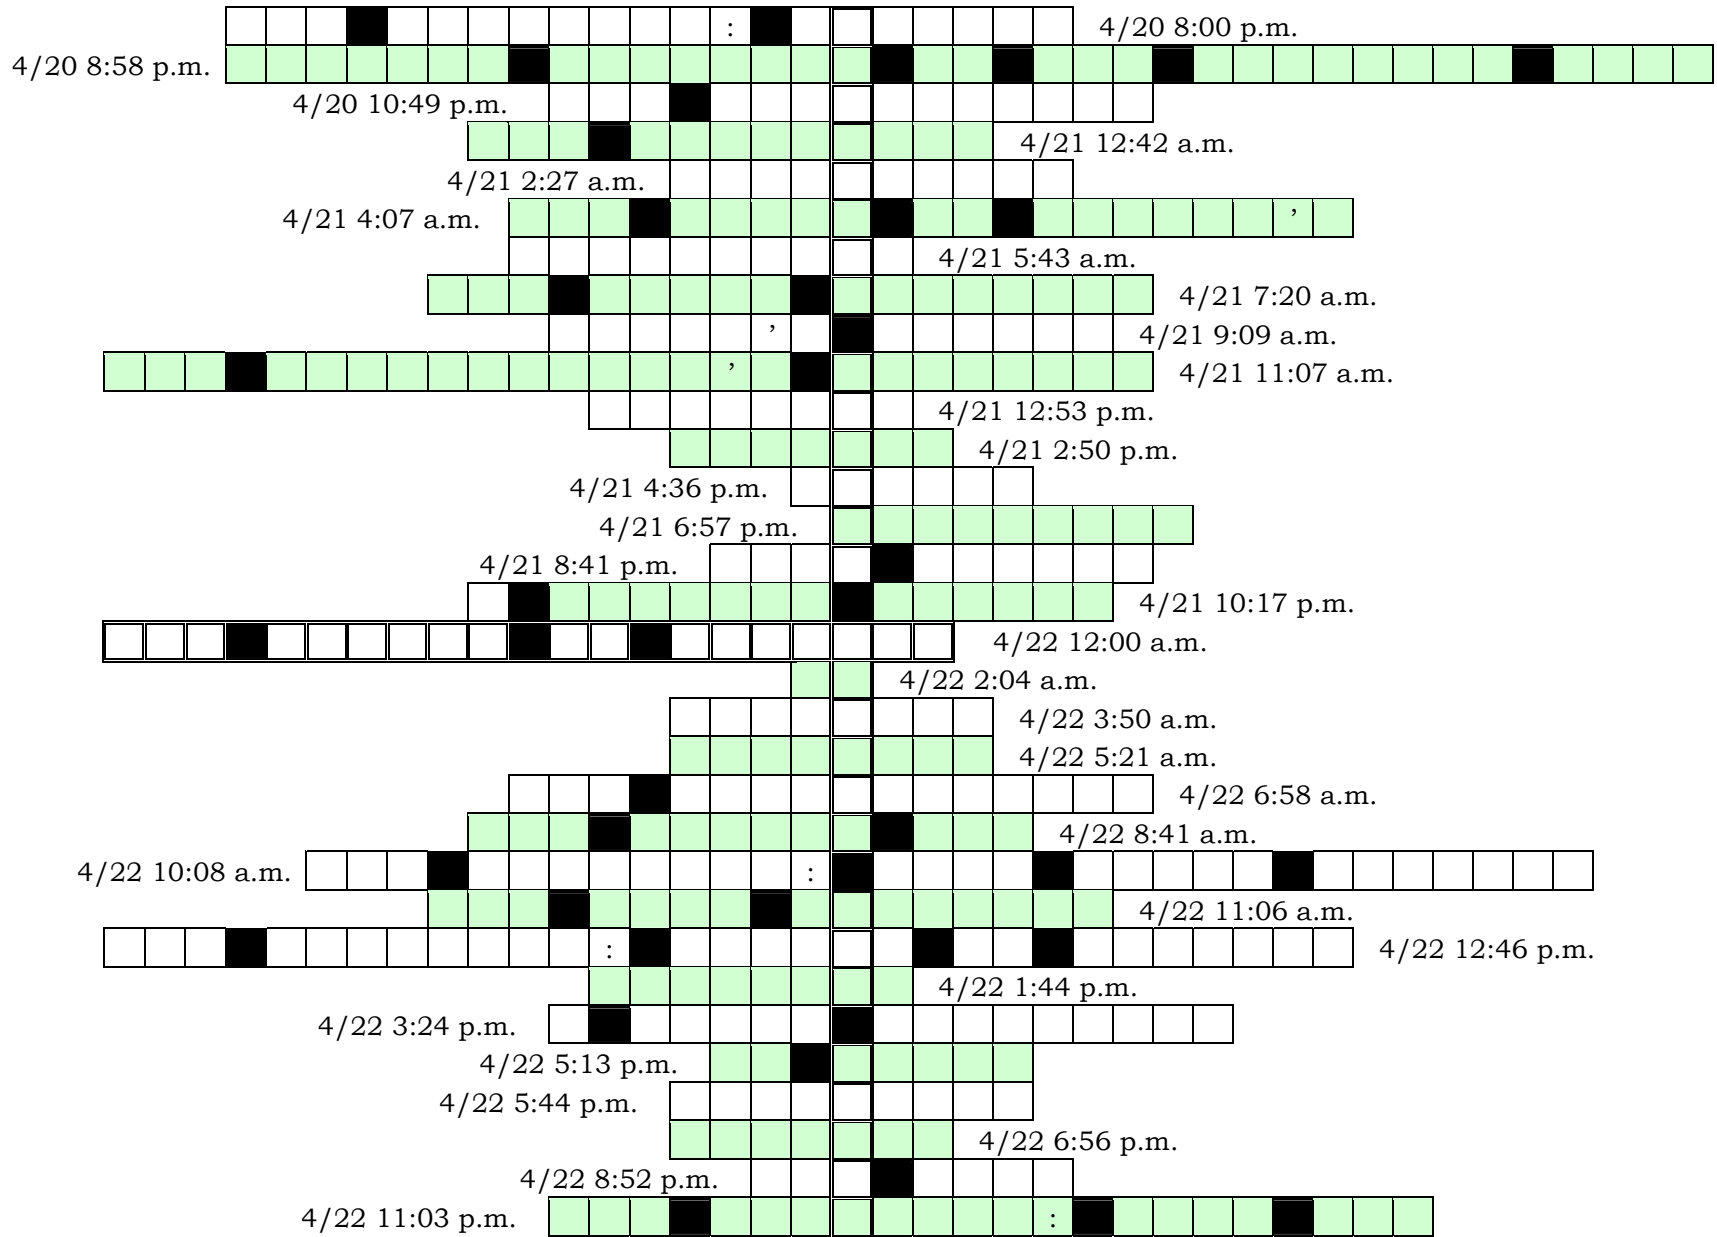 : 4/20 8:00 p.m.
4/20 8:58 p.m.
4/20 10:49 p.m.
4/21 12:42 a.m.
4/21 2:27 a.m.
4/21 4:07 a.m. ’
4/21 5:43 a.m.
4/21 7:20 a.m.
’ 4/21 9:09 a.m.
’ 4/21 11:07 a.m.
4/21 12:53 p.m.
4/21 2:50 p.m.
4/21 4:36 p.m.
4/21 6:57 p.m.
4/21 8:41 p.m.
4/21 10:17 p.m.
4/22 12:00 a.m.
4/22 2:04 a.m.
4/22 3:50 a.m.
4/22 5:21 a.m.
4/22 6:58 a.m.
4/22 8:41 a.m.
4/22 10:08 a.m. :
4/22 11:06 a.m.
: 4/22 12:46 p.m.
4/22 1:44 p.m.
4/22 3:24 p.m.
4/22 5:13 p.m.
4/22 5:44 p.m.
4/22 6:56 p.m.
4/22 8:52 p.m.
4/22 11:03 p.m. :